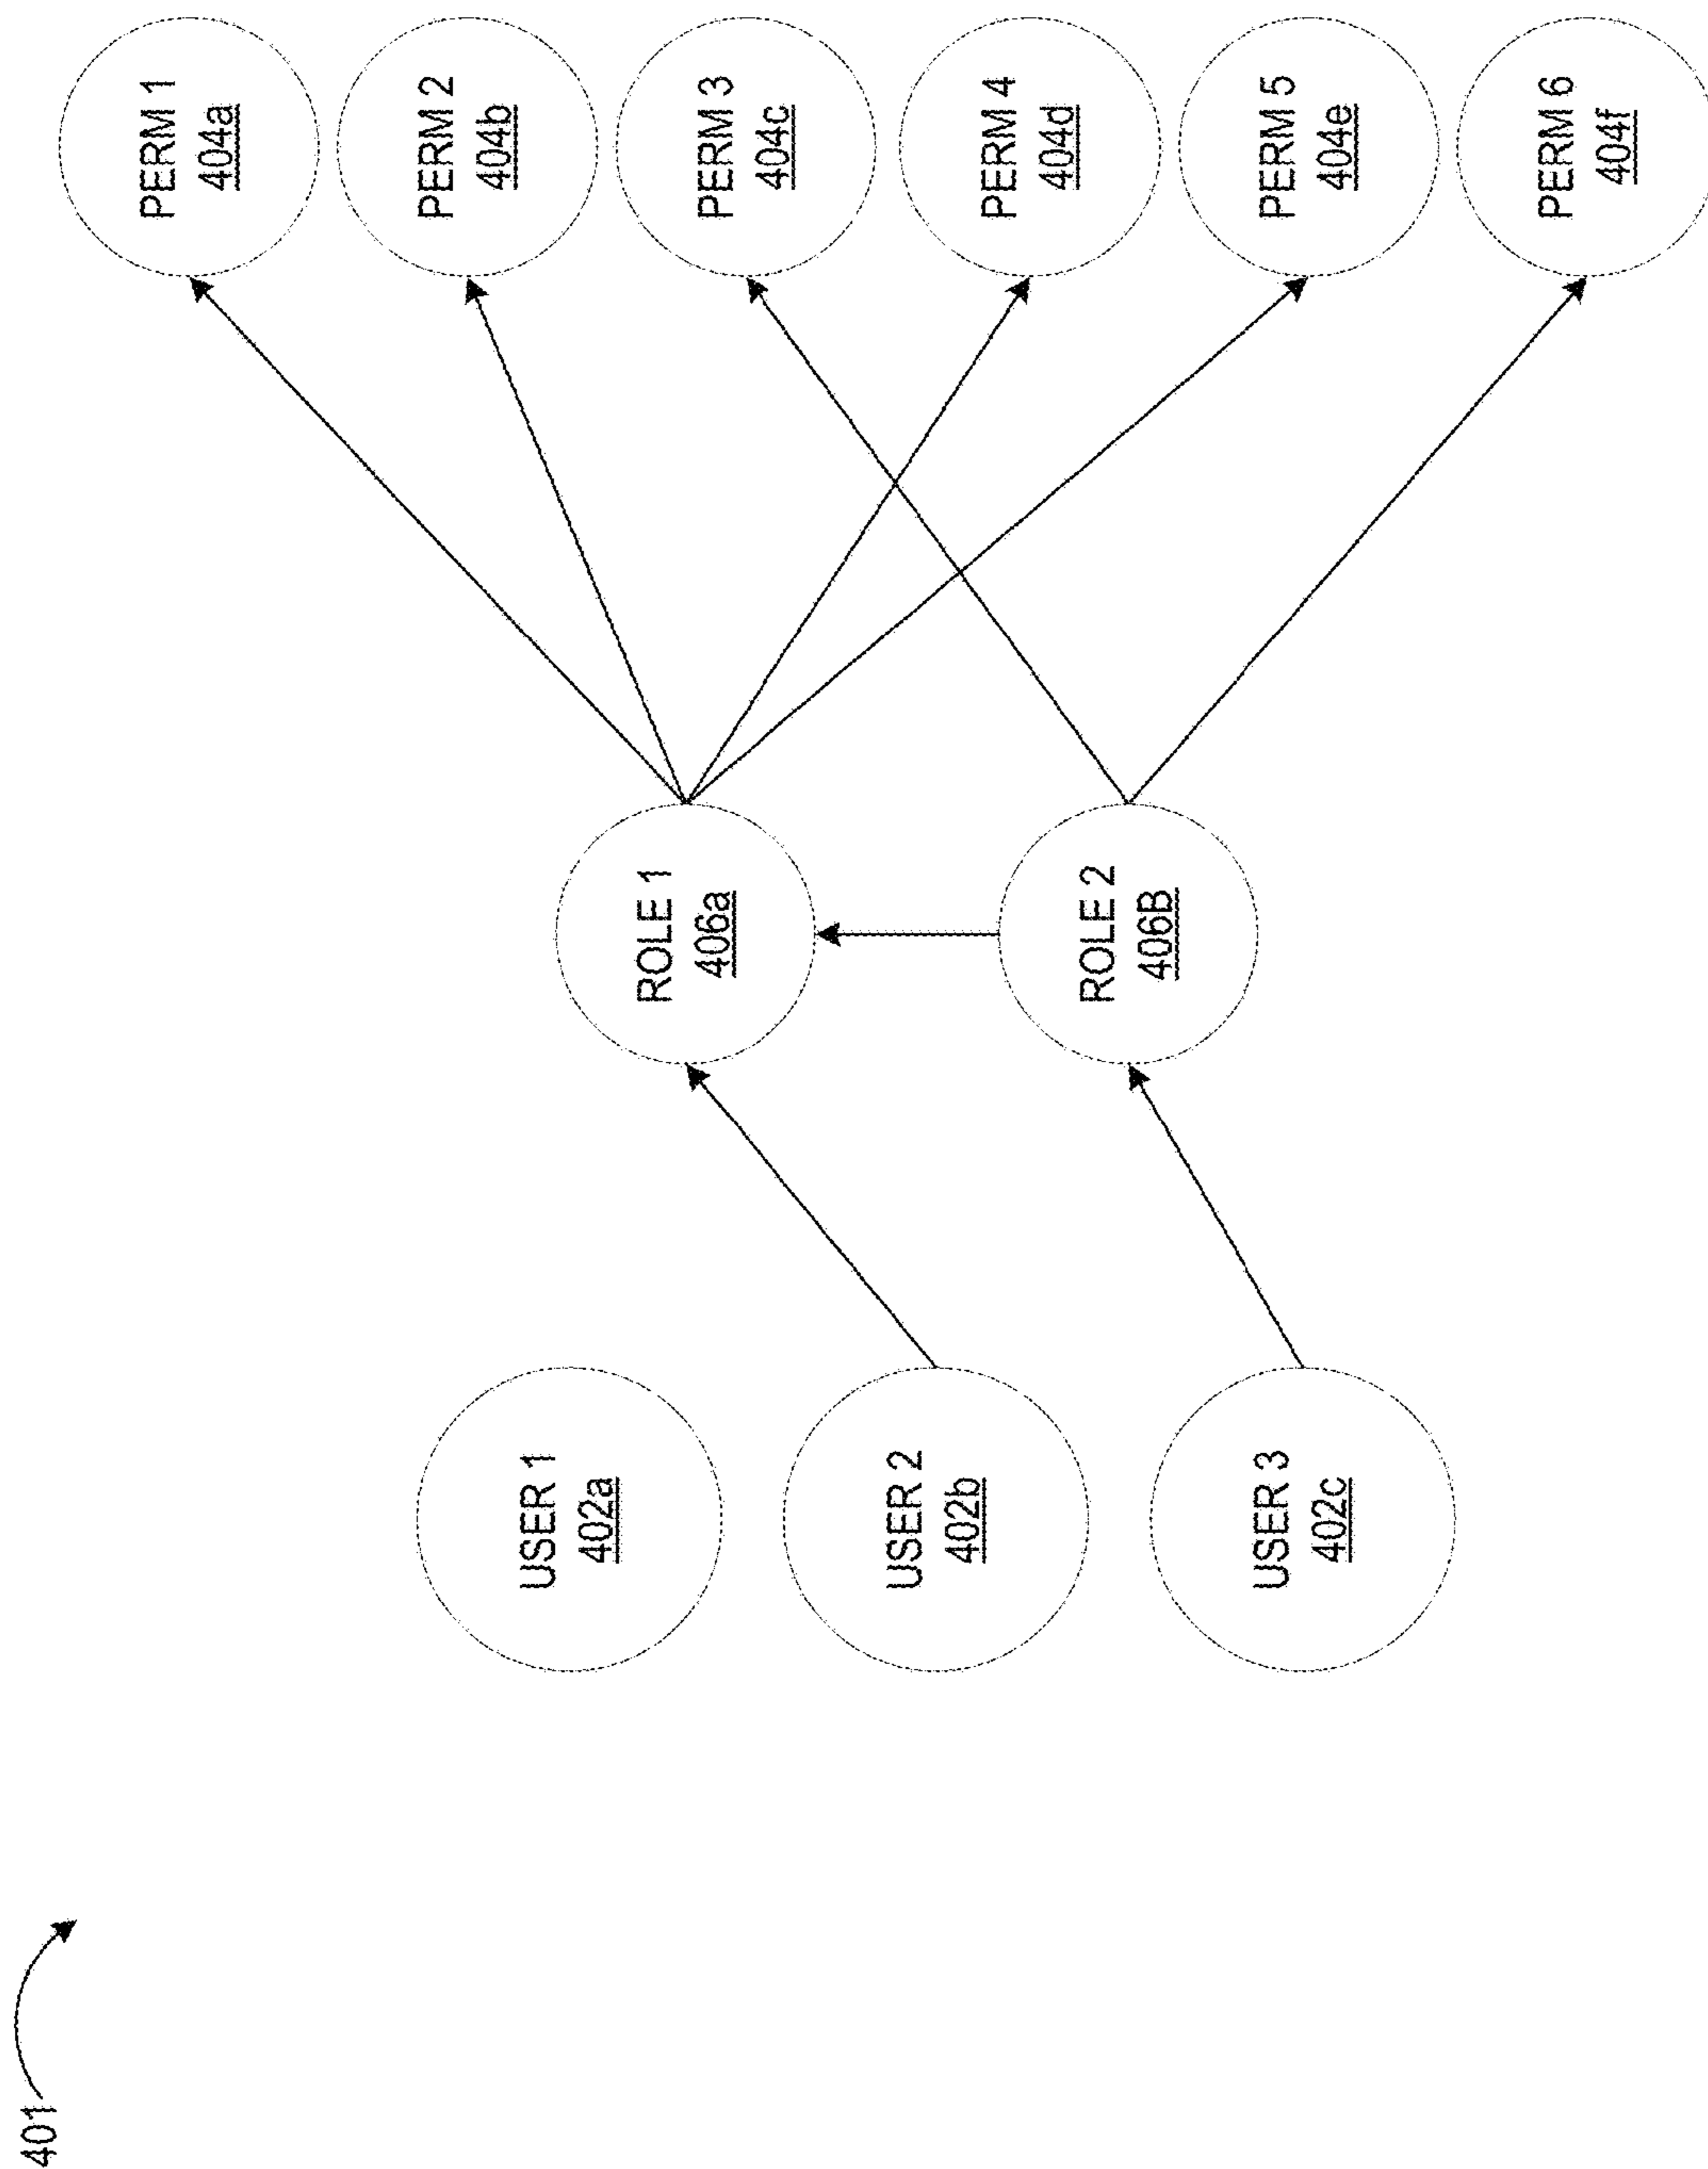 401
USER 1
402a
USER 2
402b
USER 3
402c
ROLE 1
406a
ROLE 2
406B
PERM 1
404a
PERM 2
404b
PERM 3
404c
PERM 4
404d
PERM 5
404e
PERM 6
404f